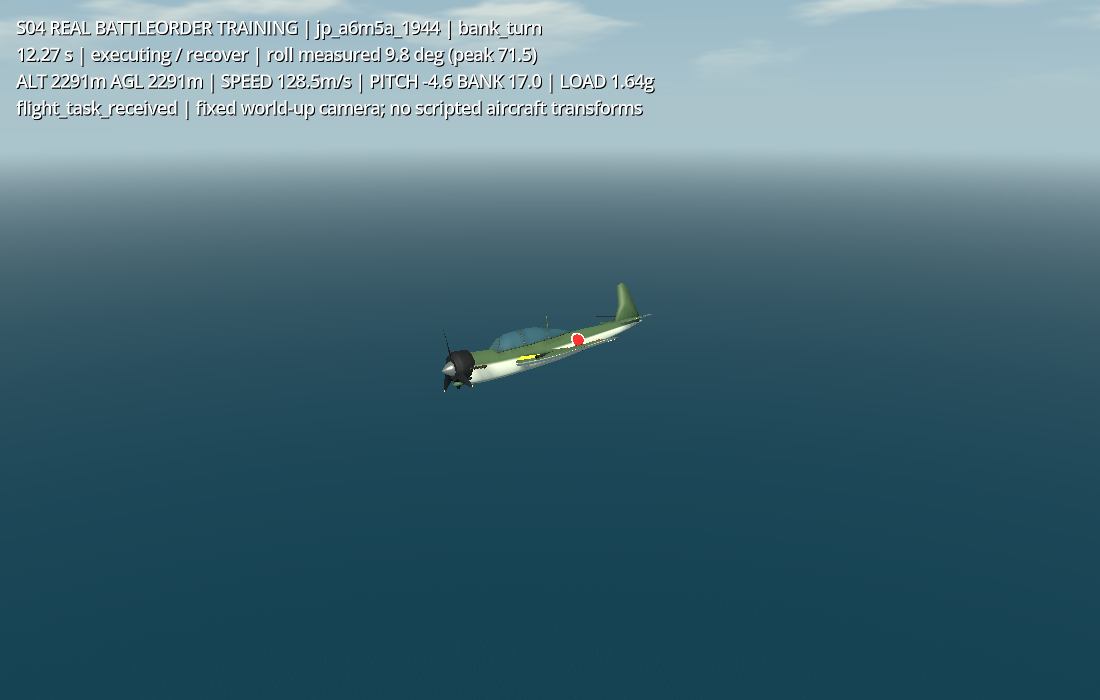 S04 REAL BATTLEORDER TRAINING | jp_a6m5a_1944 | bank_turn
12.27 s | executing / recover | roll measured 9.8 deg (peak 71.5)
ALT 2291m AGL 2291m | SPEED 128.5m/s | PITCH -4.6 BANK 17.0 | LOAD 1.64g
flight_task_received | fixed world-up camera; no scripted aircraft transforms